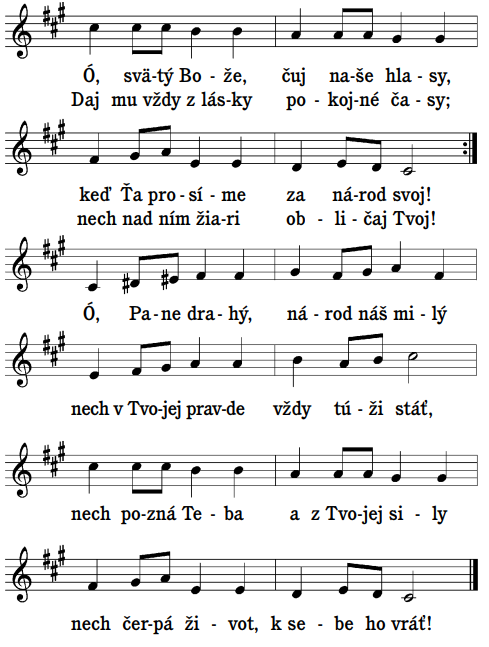 Ó, svä-tý Bo-že, čuj na-še hla-sy,
Daj mu vždy z lás-ky po-koj-né ča-sy;
keď Ťa pro-sí-me za ná-rod svoj!
nech nad ním žia-ri ob-li-čaj Tvoj!
Ó, Pa-ne dra-hý, ná-rod náš mi-lý
nech v Tvo-jej prav-de vždy tú-ži stáť,
nech po-zná Te-ba a z Tvo-jej si-ly
nech čer-pá ži-vot, k se-be ho vráť!